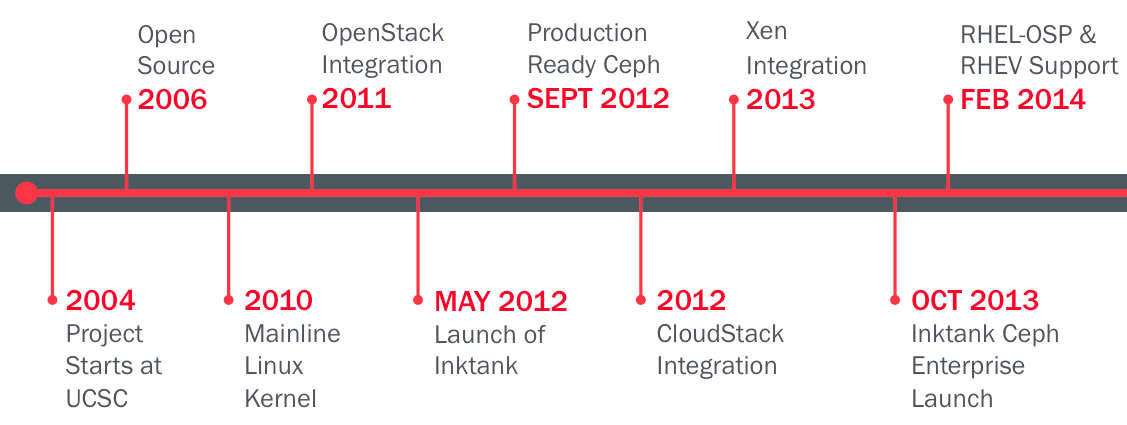 Open
Source
2006
OpenStack
Integration
2011
Production
Ready Ceph
SEPT 2012
Xen
Integration
2013
RHEL-OSP &
RHEV Support
FEB 2014
2004
Project
Starts at
UCSC
2010
Mainline
Linux
Kernel
MAY 2012
Launch of
Inktank
2012
CloudStack
Integration
OCT 2013
Inktank Ceph
Enterprise
Launch